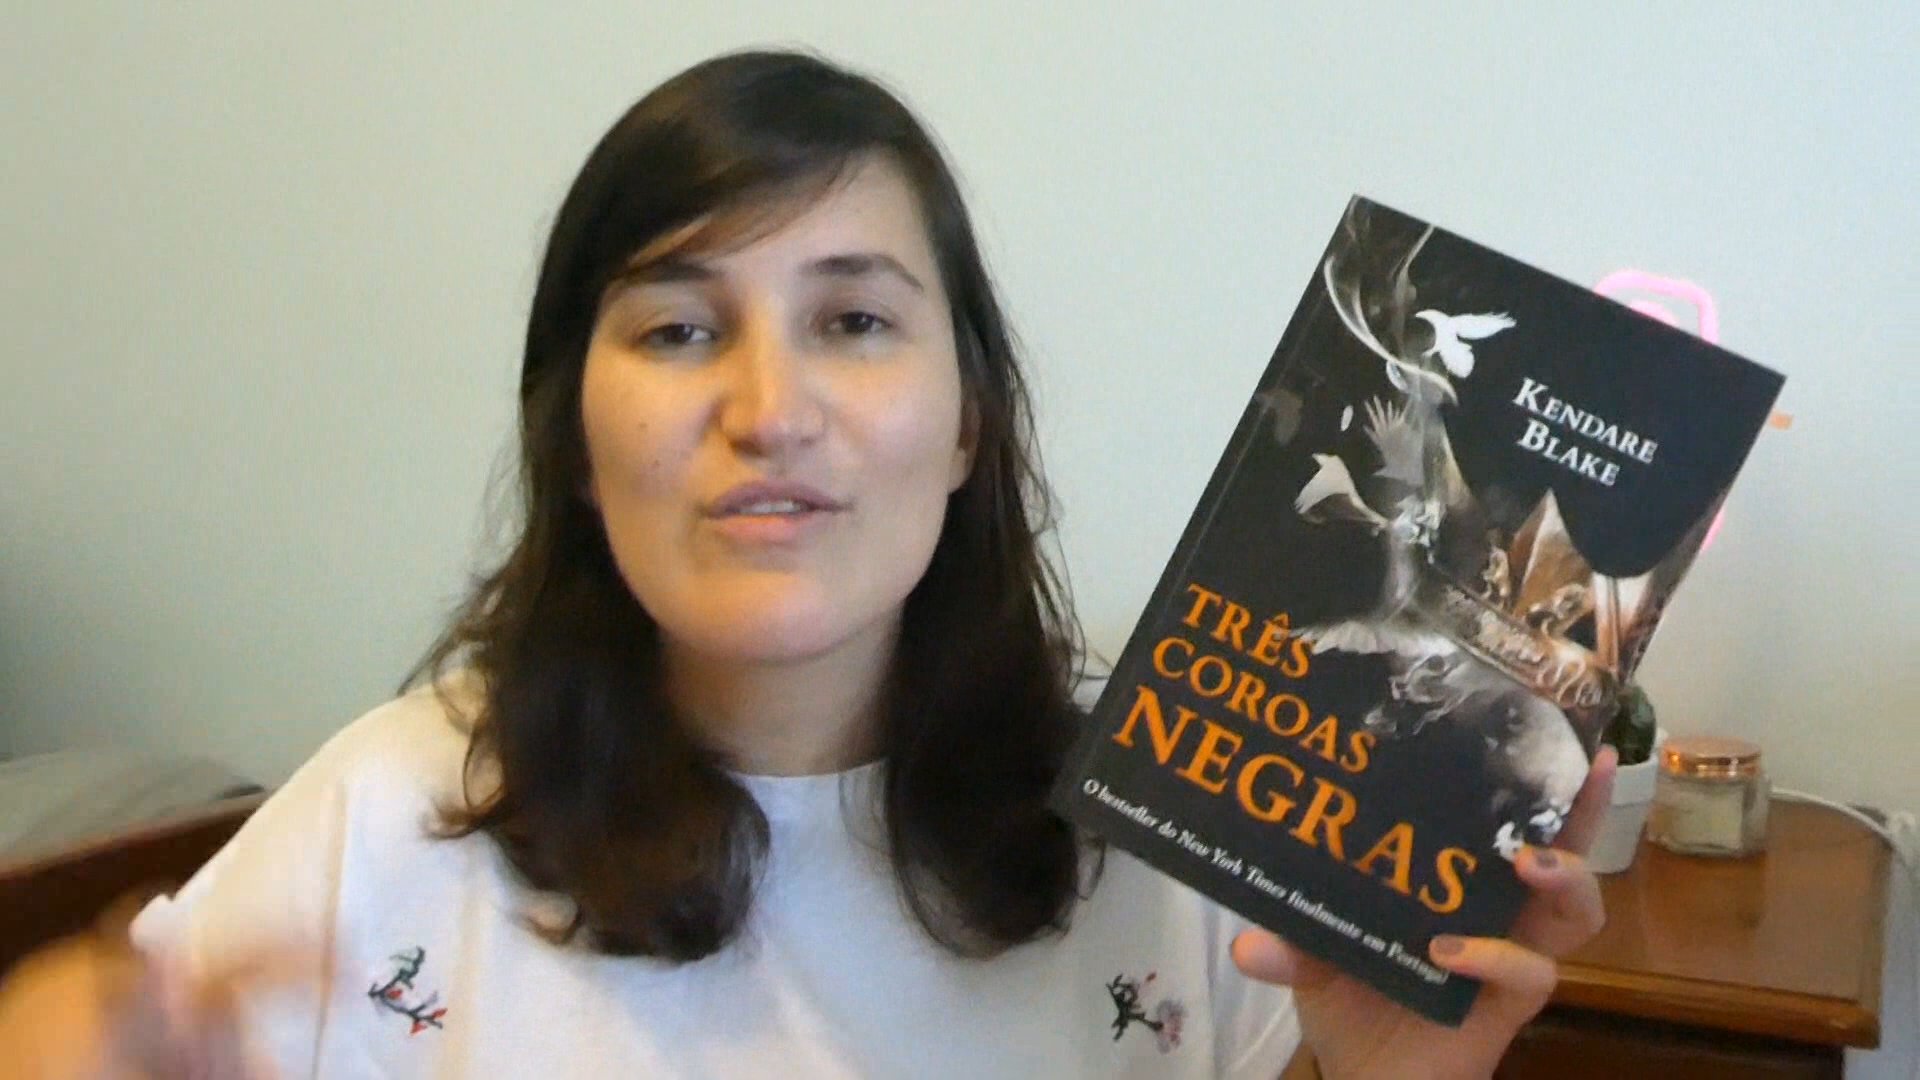 KENDARE
BLAKE
TRÊS
COROAS
NEGRAS
O bestseller do New York Times finalmente em Portugal